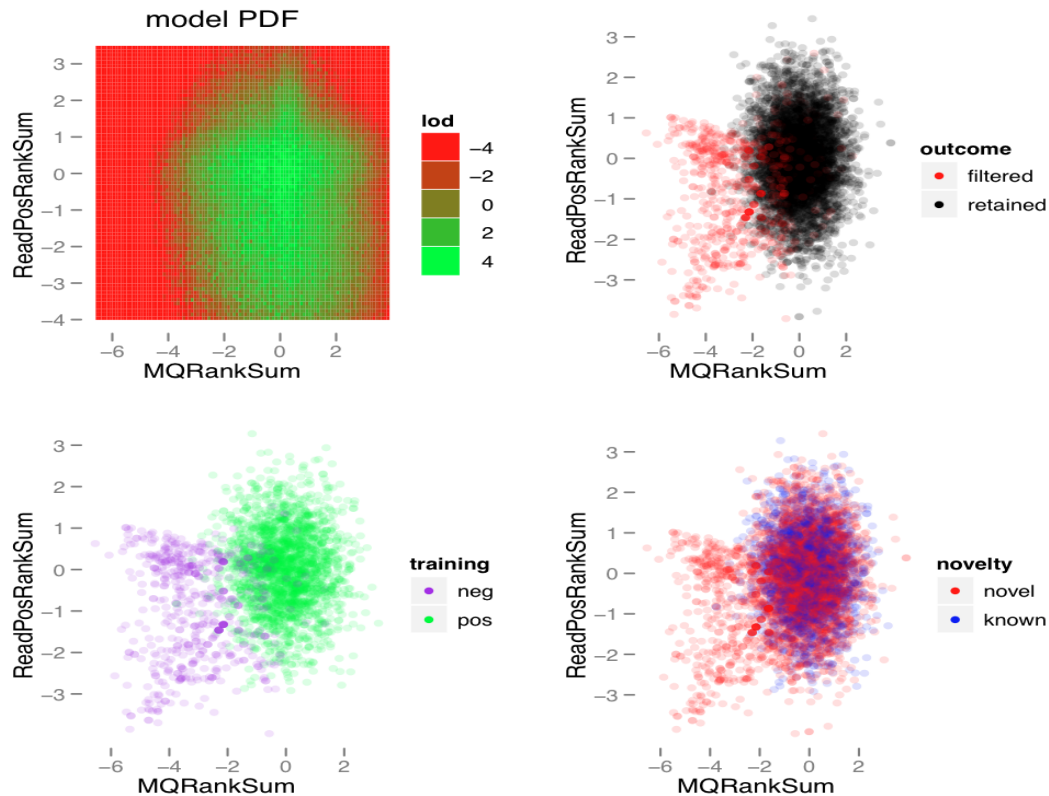 model PDF
3
2
1
0
−1
−2
−3
−4
ReadPosRankSum
−6 −4 −2 0 2
MQRankSum
lod
−4
−2
0
2
4
3
2
1
0
−1
−2
−3
ReadPosRankSum
−6 −4 −2 0 2
MQRankSum
outcome
filtered
retained
3
2
1
0
−1
−2
−3
ReadPosRankSum
−6 −4 −2 0 2
MQRankSum
training
neg
pos
3
2
1
0
−1
−2
−3
ReadPosRankSum
−6 −4 −2 0 2
MQRankSum
novelty
novel
known